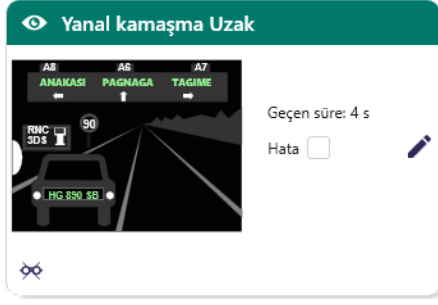 Yanal kamaşma Uzak
A8 A6 A7
ANAKASI PAGNAGA TAGIME
RNC
3DS
90
HG 890 SB
Geçen süre: 4 s
Hata